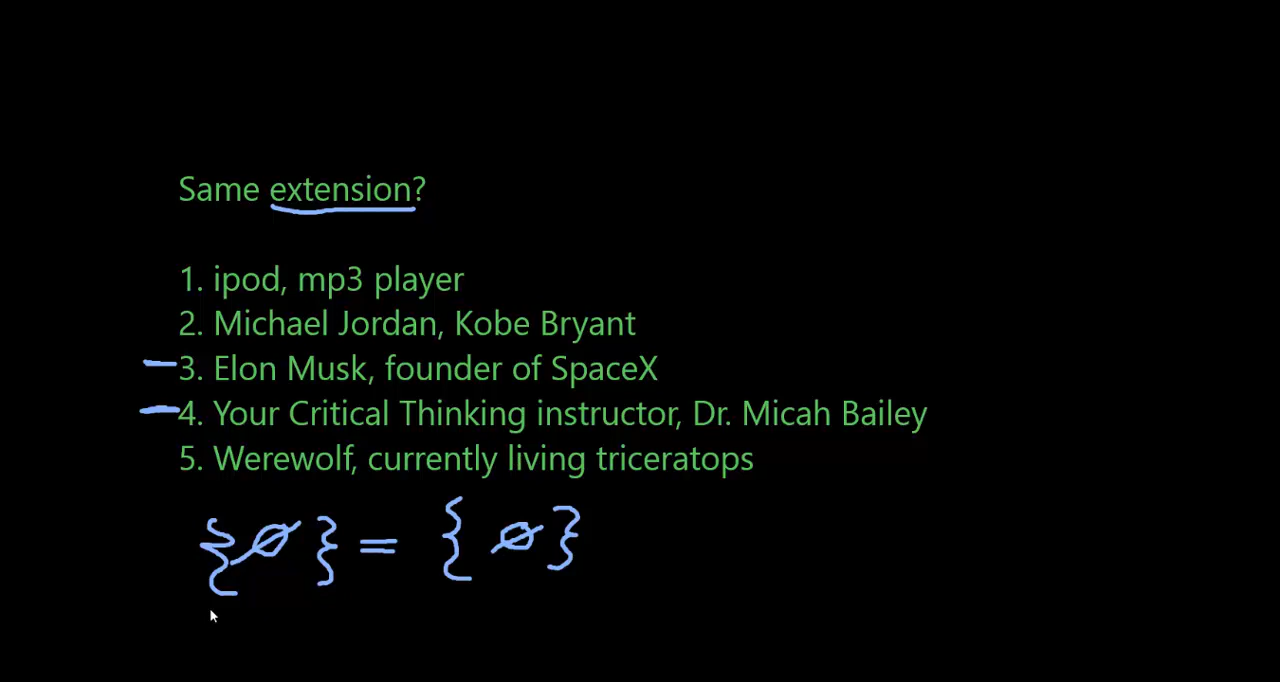 Same extension?
1. ipod, mp3 player
2. Michael Jordan, Kobe Bryant
3. Elon Musk, founder of SpaceX
4. Your Critical Thinking instructor, Dr. Micah Bailey
5. Werewolf, currently living triceratops
{∅} = {∅}